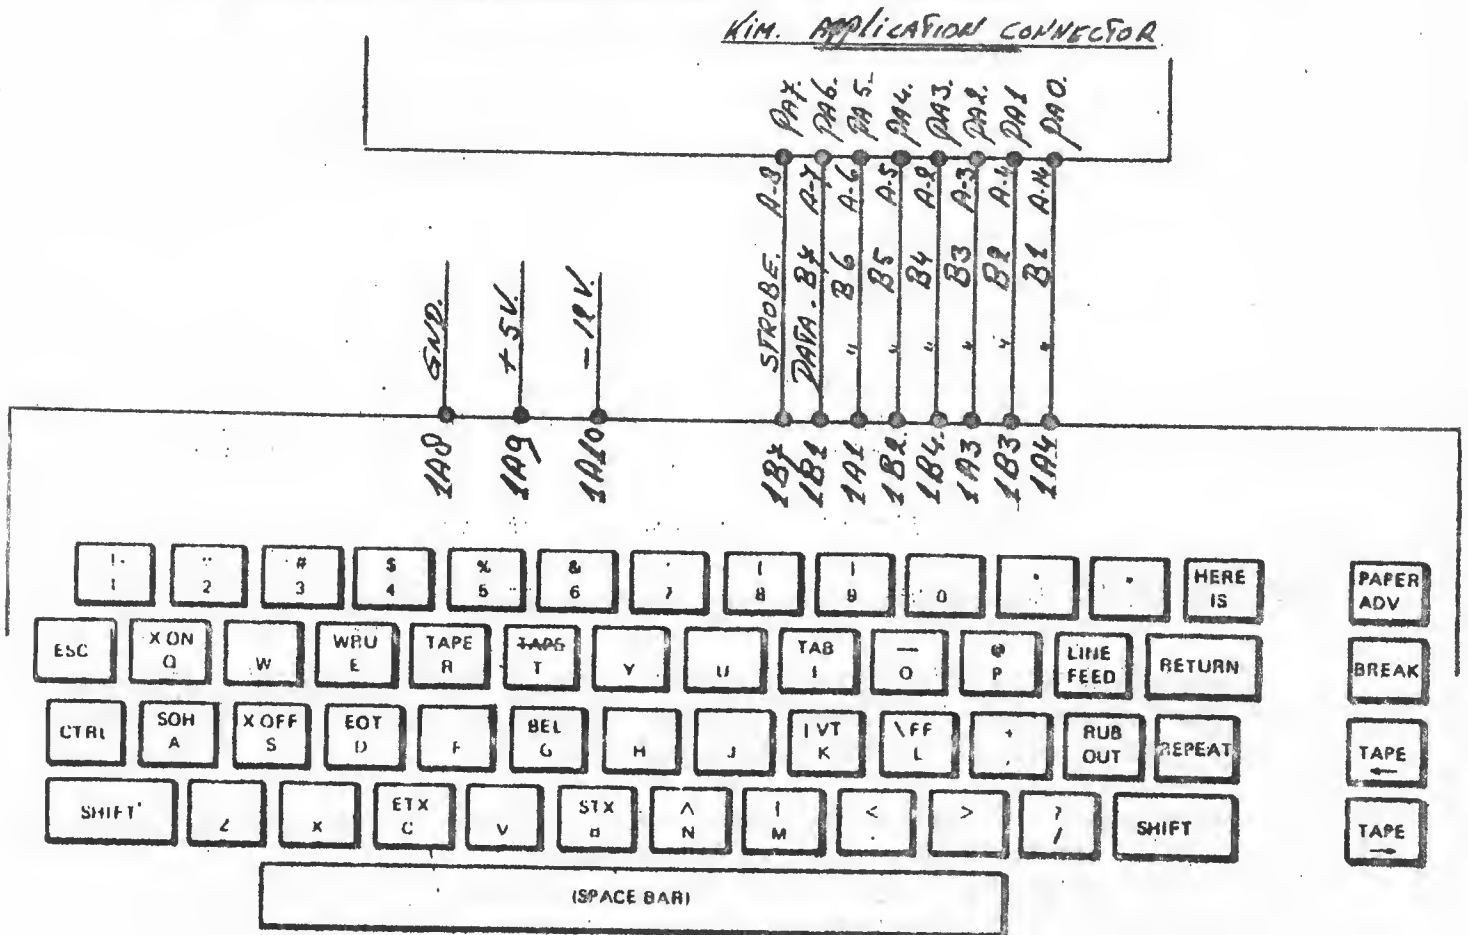 KIM. APPLICATION CONNECTOR
PA7. PA6. PA5. PA4. PA3. PA2. PA1 PA0.
A-8 A-7 A-6 A-5 A-2 A-3 A-4 A-14
STROBE. DATA. B7 " B6 " B5 " B4 " B3 " B2 " B1
GND. +5V. -12V.
1A8 1A9 1A10 1B7 1B1 1A1 1B2. 1B4. 1A3 1B3 1A4
! 1 " 2 # 3 $ 4 % 5 & 6 ' 7 ( 8 ) 9 0 HERE IS PAPER ADV
ESC X ON Q W WRU E TAPE R TAPE T Y U TAB I — O @ P LINE FEED RETURN BREAK
CTRL SOH A X OFF S EOT D F BEL G H J [ VT K \ FF L + RUB OUT REPEAT TAPE ←
SHIFT Z X ETX C V STX B ^ N M < > ? / SHIFT TAPE →
(SPACE BAR)